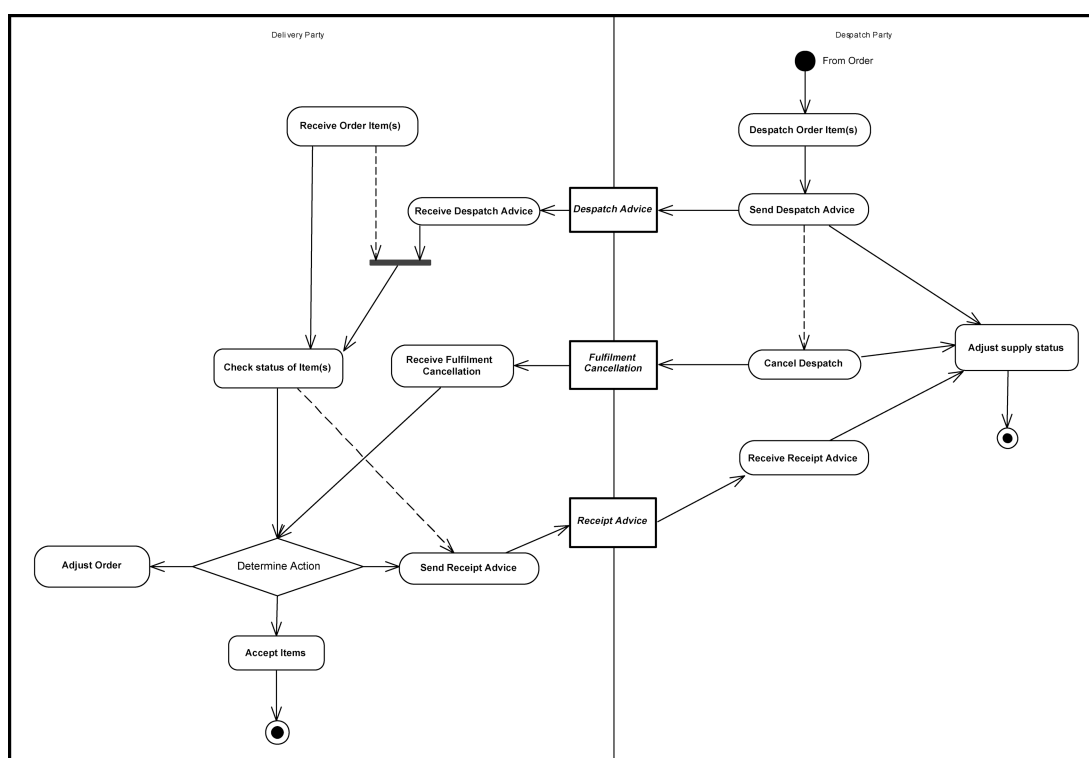 Delivery Party
Despatch Party
From Order
Receive Order Item(s)
Despatch Order Item(s)
Receive Despatch Advice
Despatch Advice
Send Despatch Advice
Check status of Item(s)
Receive Fulfilment
Cancellation
Fulfilment
Cancellation
Cancel Despatch
Adjust supply status
Receive Receipt Advice
Receipt Advice
Adjust Order
Determine Action
Send Receipt Advice
Accept Items